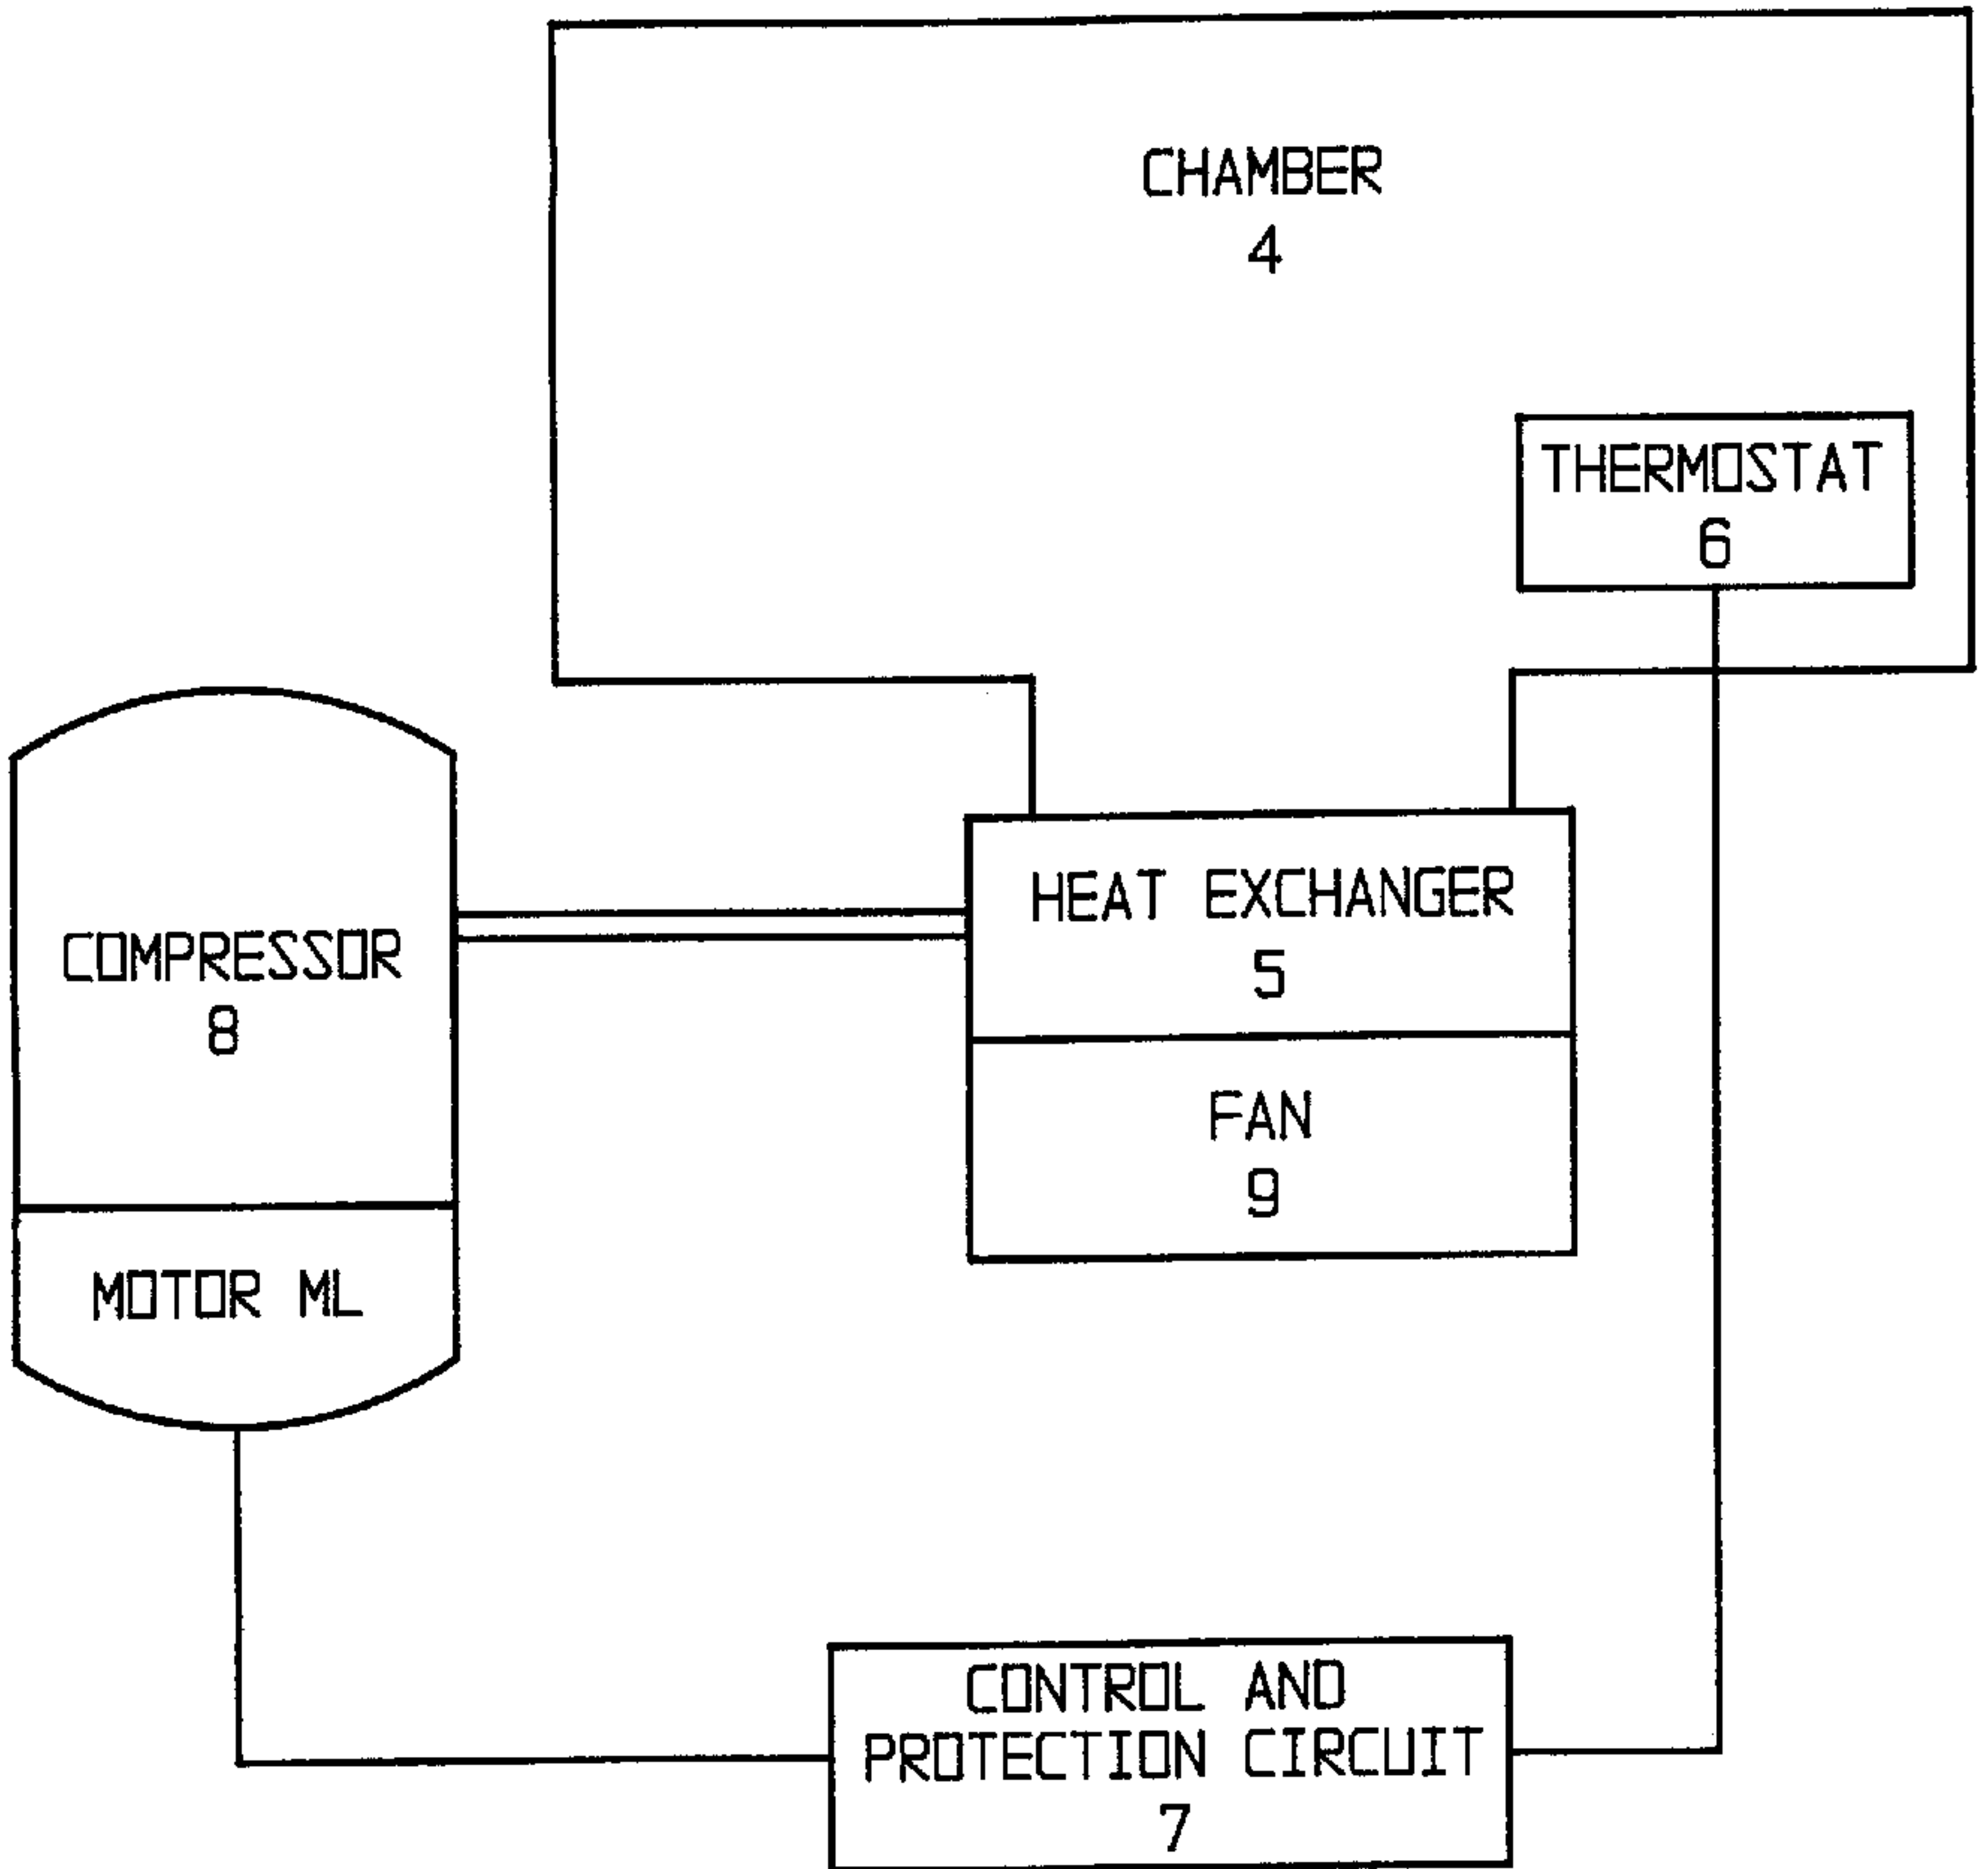 CHAMBER
4
THERMOSTAT
6
HEAT EXCHANGER
5
COMPRESSOR
8
FAN
9
MOTOR ML
CONTROL AND
PROTECTION CIRCUIT
7